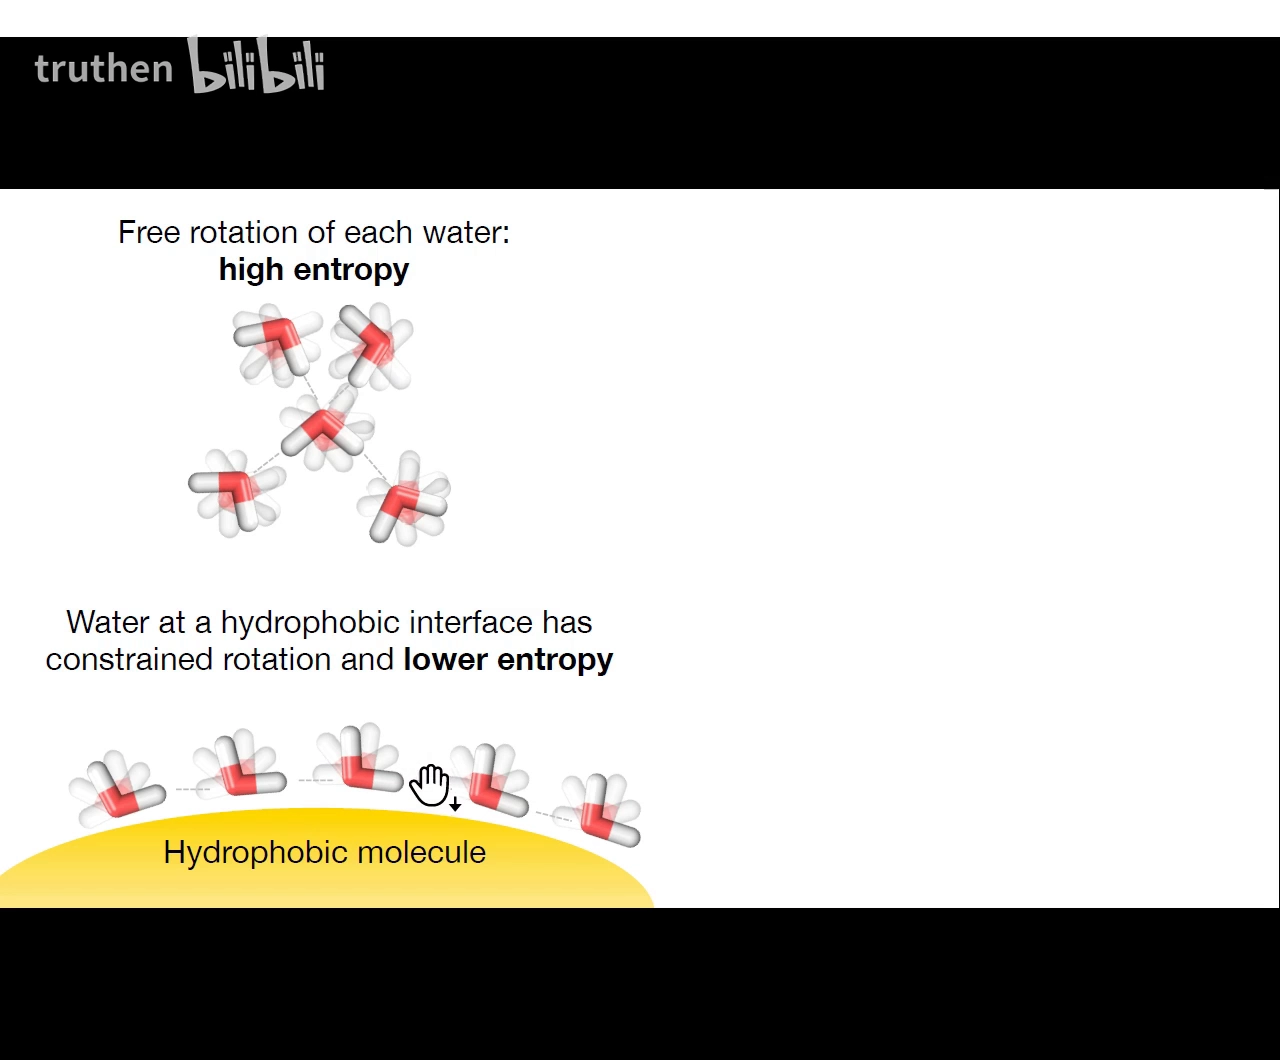 truthen bilibili
Free rotation of each water:
high entropy
Water at a hydrophobic interface has
constrained rotation and lower entropy
Hydrophobic molecule